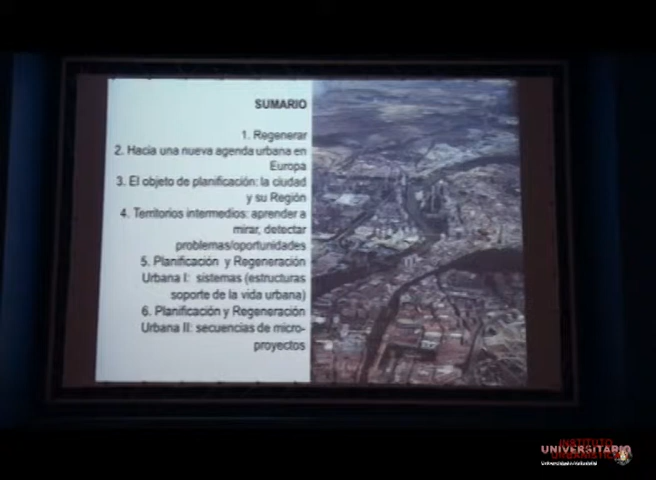 SUMARIO
1. Regenerar
2. Hacia una nueva agenda urbana en
Europa
3. El objeto de planificación: la ciudad
y su Región
4. Territorios intermedios: aprender a
mirar, detectar
problemas/oportunidades
5. Planificación y Regeneración
Urbana I: sistemas (estructuras
soporte de la vida urbana)
6. Planificación y Regeneración
Urbana II: secuencias de micro-
proyectos
INSTITUTO
UNIVERSITARIO